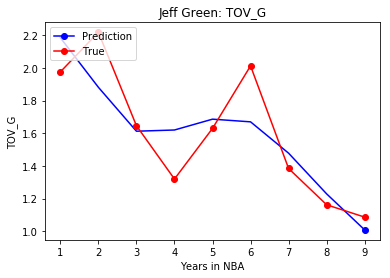 Jeff Green: TOV_G
Prediction
True
2.2
2.0
1.8
1.6
1.4
1.2
1.0
TOV_G
1 2 3 4 5 6 7 8 9
Years in NBA